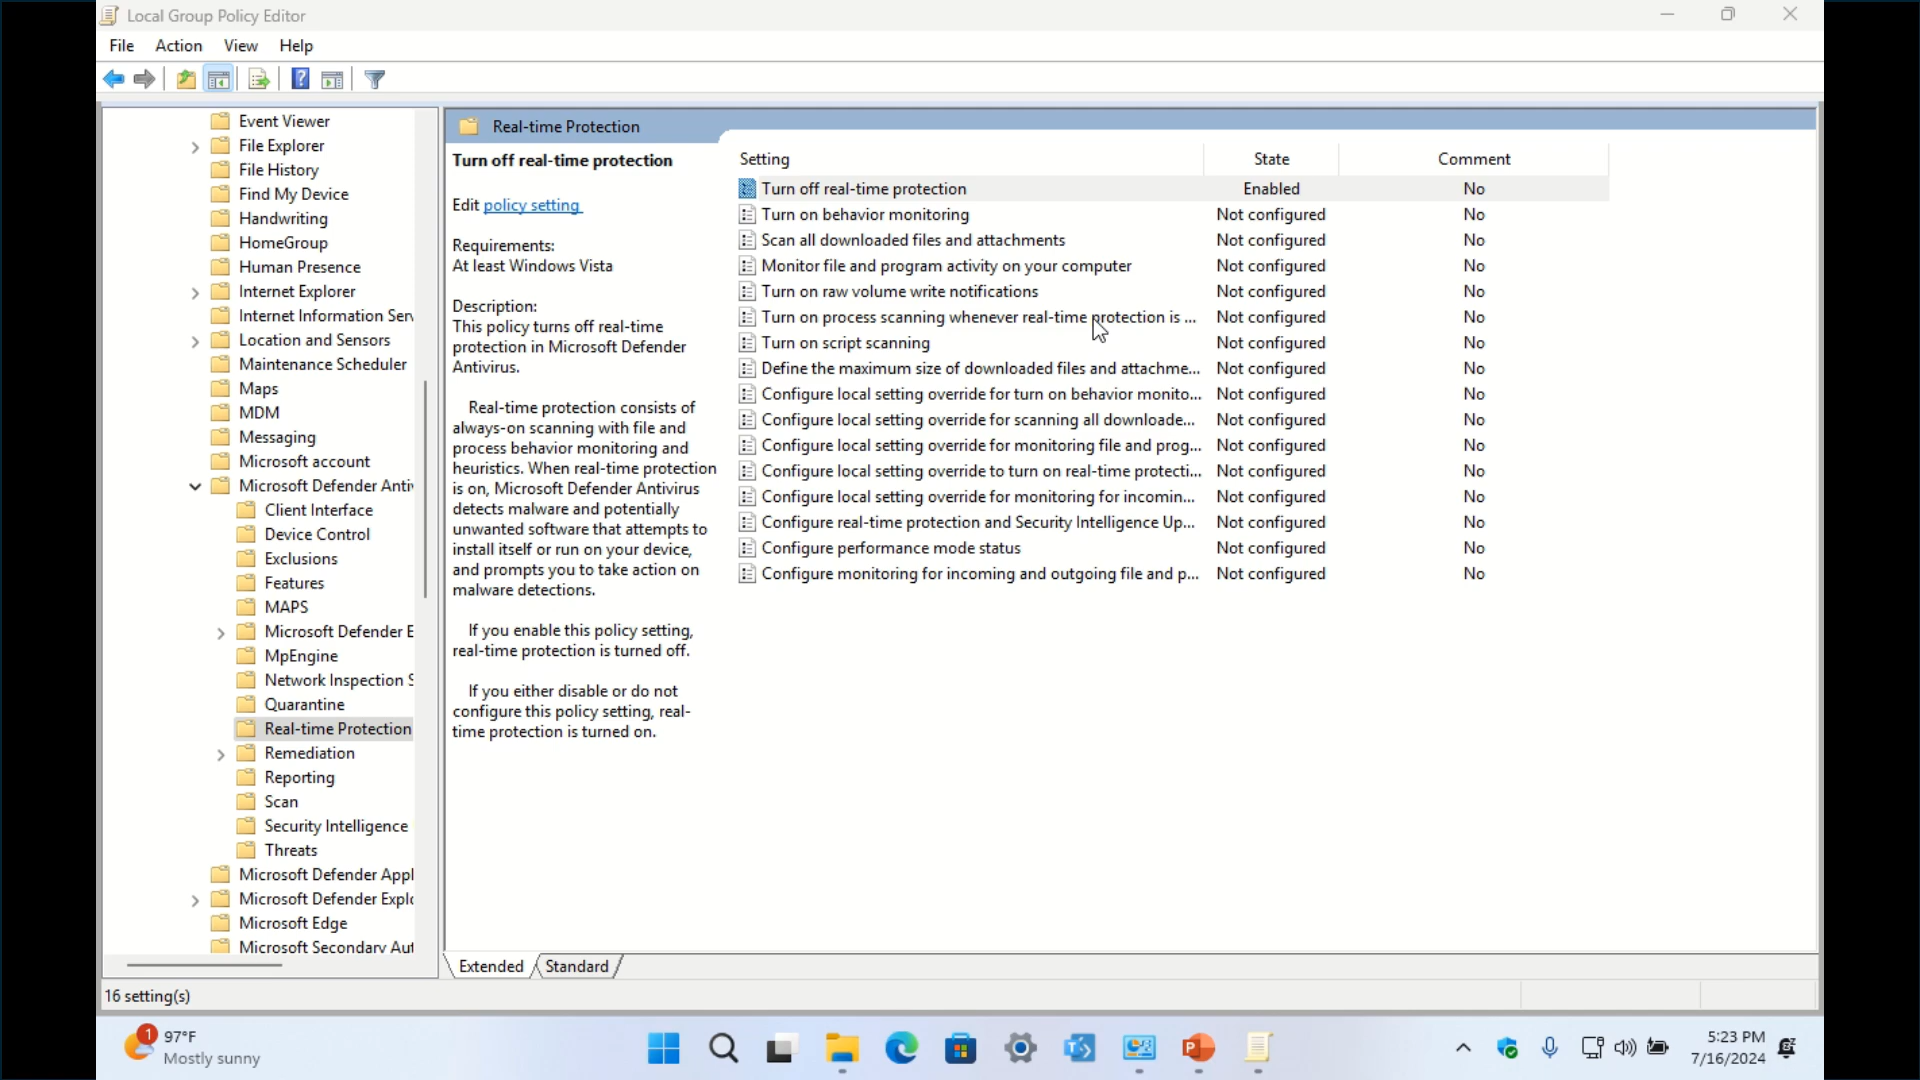 Local Group Policy Editor
File Action View Help
Event Viewer
File Explorer
File History
Find My Device
Handwriting
HomeGroup
Human Presence
Internet Explorer
Internet Information Serv
Location and Sensors
Maintenance Scheduler
Maps
MDM
Messaging
Microsoft account
Microsoft Defender Antiv
Client Interface
Device Control
Exclusions
Features
MAPS
Microsoft Defender E
MpEngine
Network Inspection S
Quarantine
Real-time Protection
Remediation
Reporting
Scan
Security Intelligence
Threats
Microsoft Defender Appl
Microsoft Defender Explo
Microsoft Edge
Microsoft Secondary Aut
Real-time Protection
Turn off real-time protection
Edit policy setting
Requirements:
At least Windows Vista
Description:
This policy turns off real-time
protection in Microsoft Defender
Antivirus.
Real-time protection consists of
always-on scanning with file and
process behavior monitoring and
heuristics. When real-time protection
is on, Microsoft Defender Antivirus
detects malware and potentially
unwanted software that attempts to
install itself or run on your device,
and prompts you to take action on
malware detections.
If you enable this policy setting,
real-time protection is turned off.
If you either disable or do not
configure this policy setting, real-
time protection is turned on.
Setting State Comment
Turn off real-time protection Enabled No
Turn on behavior monitoring Not configured No
Scan all downloaded files and attachments Not configured No
Monitor file and program activity on your computer Not configured No
Turn on raw volume write notifications Not configured No
Turn on process scanning whenever real-time protection is ... Not configured No
Turn on script scanning Not configured No
Define the maximum size of downloaded files and attachme... Not configured No
Configure local setting override for turn on behavior monito... Not configured No
Configure local setting override for scanning all downloade... Not configured No
Configure local setting override for monitoring file and prog... Not configured No
Configure local setting override to turn on real-time protecti... Not configured No
Configure local setting override for monitoring for incomin... Not configured No
Configure real-time protection and Security Intelligence Up... Not configured No
Configure performance mode status Not configured No
Configure monitoring for incoming and outgoing file and p... Not configured No
Extended Standard
16 setting(s)
1
97°F
Mostly sunny
5:23 PM
7/16/2024